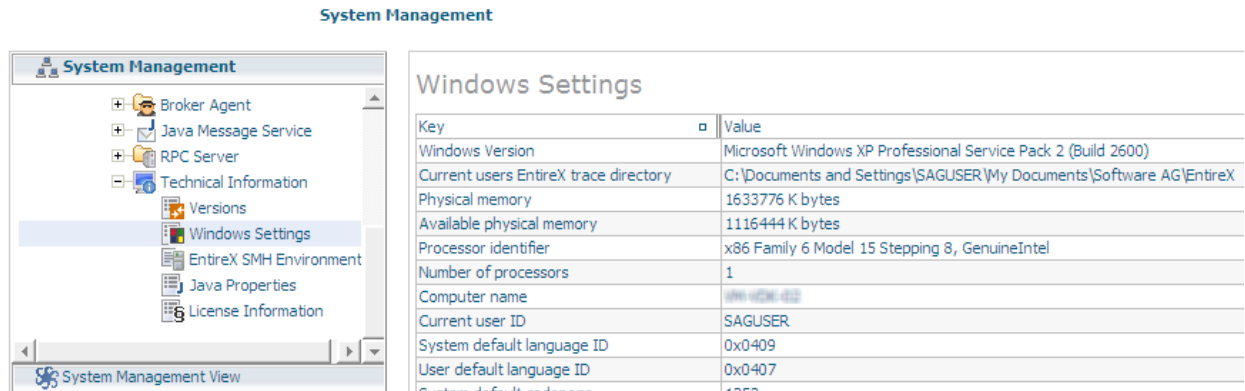 System Management
System Management
Broker Agent
Java Message Service
RPC Server
Technical Information
Versions
Windows Settings
EntireX SMH Environment
Java Properties
License Information
System Management View
Windows Settings
Key Value
Windows Version Microsoft Windows XP Professional Service Pack 2 (Build 2600)
Current users EntireX trace directory C:\Documents and Settings\SAGUSER\My Documents\Software AG\EntireX
Physical memory 1633776 K bytes
Available physical memory 1116444 K bytes
Processor identifier x86 Family 6 Model 15 Stepping 8, GenuineIntel
Number of processors 1
Computer name
Current user ID SAGUSER
System default language ID 0x0409
User default language ID 0x0407
System default codepage 1252